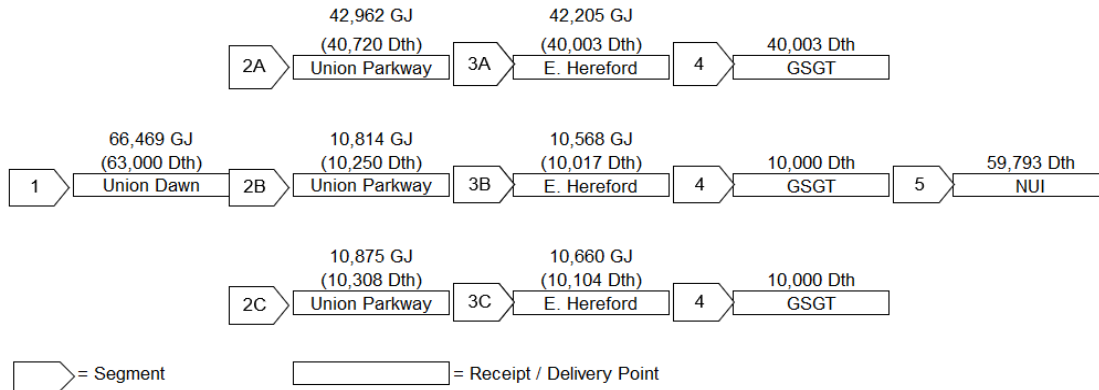 42,962 GJ 42,205 GJ
(40,720 Dth) (40,003 Dth) 40,003 Dth
2A Union Parkway 3A E. Hereford 4 GSGT
66,469 GJ 10,814 GJ 10,568 GJ
(63,000 Dth) (10,250 Dth) (10,017 Dth) 10,000 Dth 59,793 Dth
1 Union Dawn 2B Union Parkway 3B E. Hereford 4 GSGT 5 NUI
10,875 GJ 10,660 GJ
(10,308 Dth) (10,104 Dth) 10,000 Dth
2C Union Parkway 3C E. Hereford 4 GSGT
= Segment = Receipt / Delivery Point